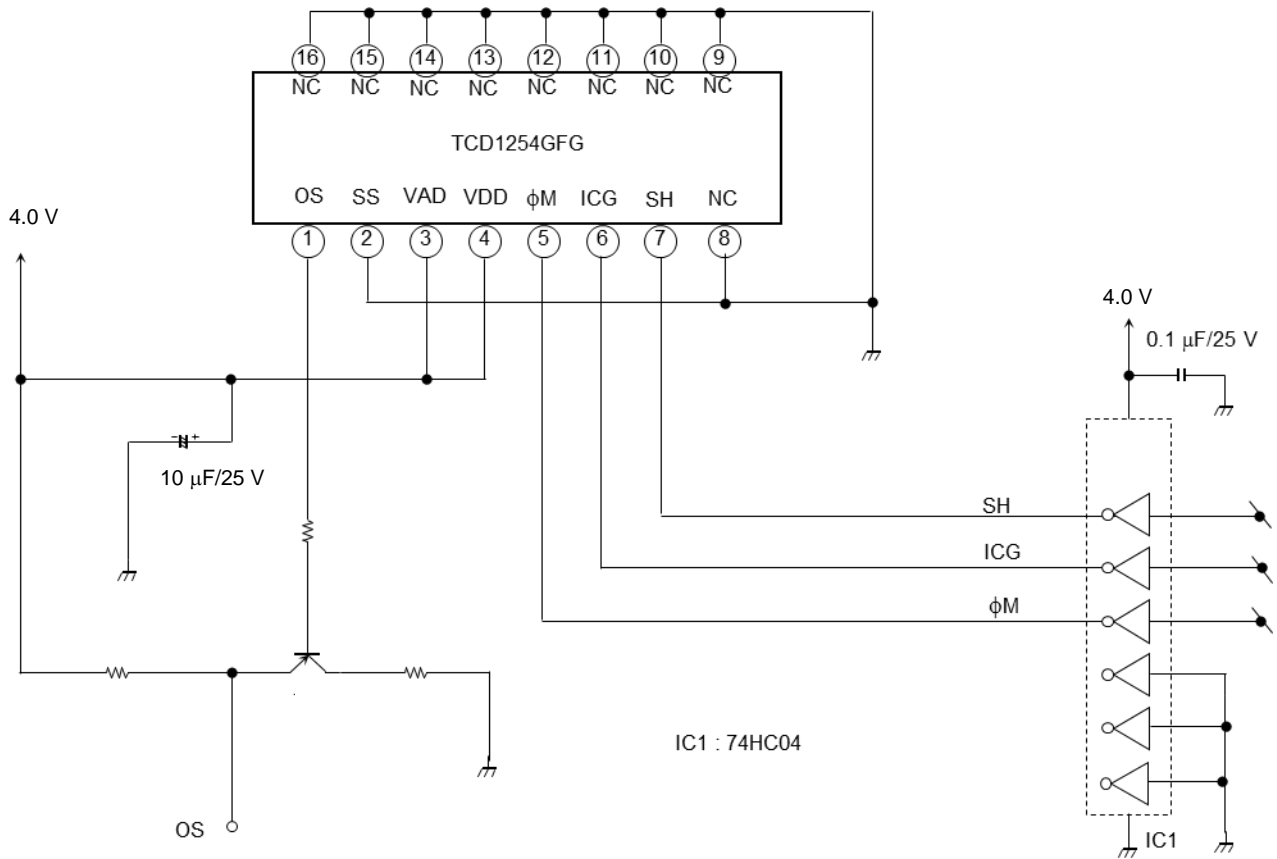 16 15 14 13 12 11 10 9
NC NC NC NC NC NC NC NC
TCD1254GFG
OS SS VAD VDD ϕM ICG SH NC
1 2 3 4 5 6 7 8
4.0 V
4.0 V
0.1 μF/25 V
- +
10 μF/25 V
SH
ICG
ϕM
IC1 : 74HC04
OS
IC1